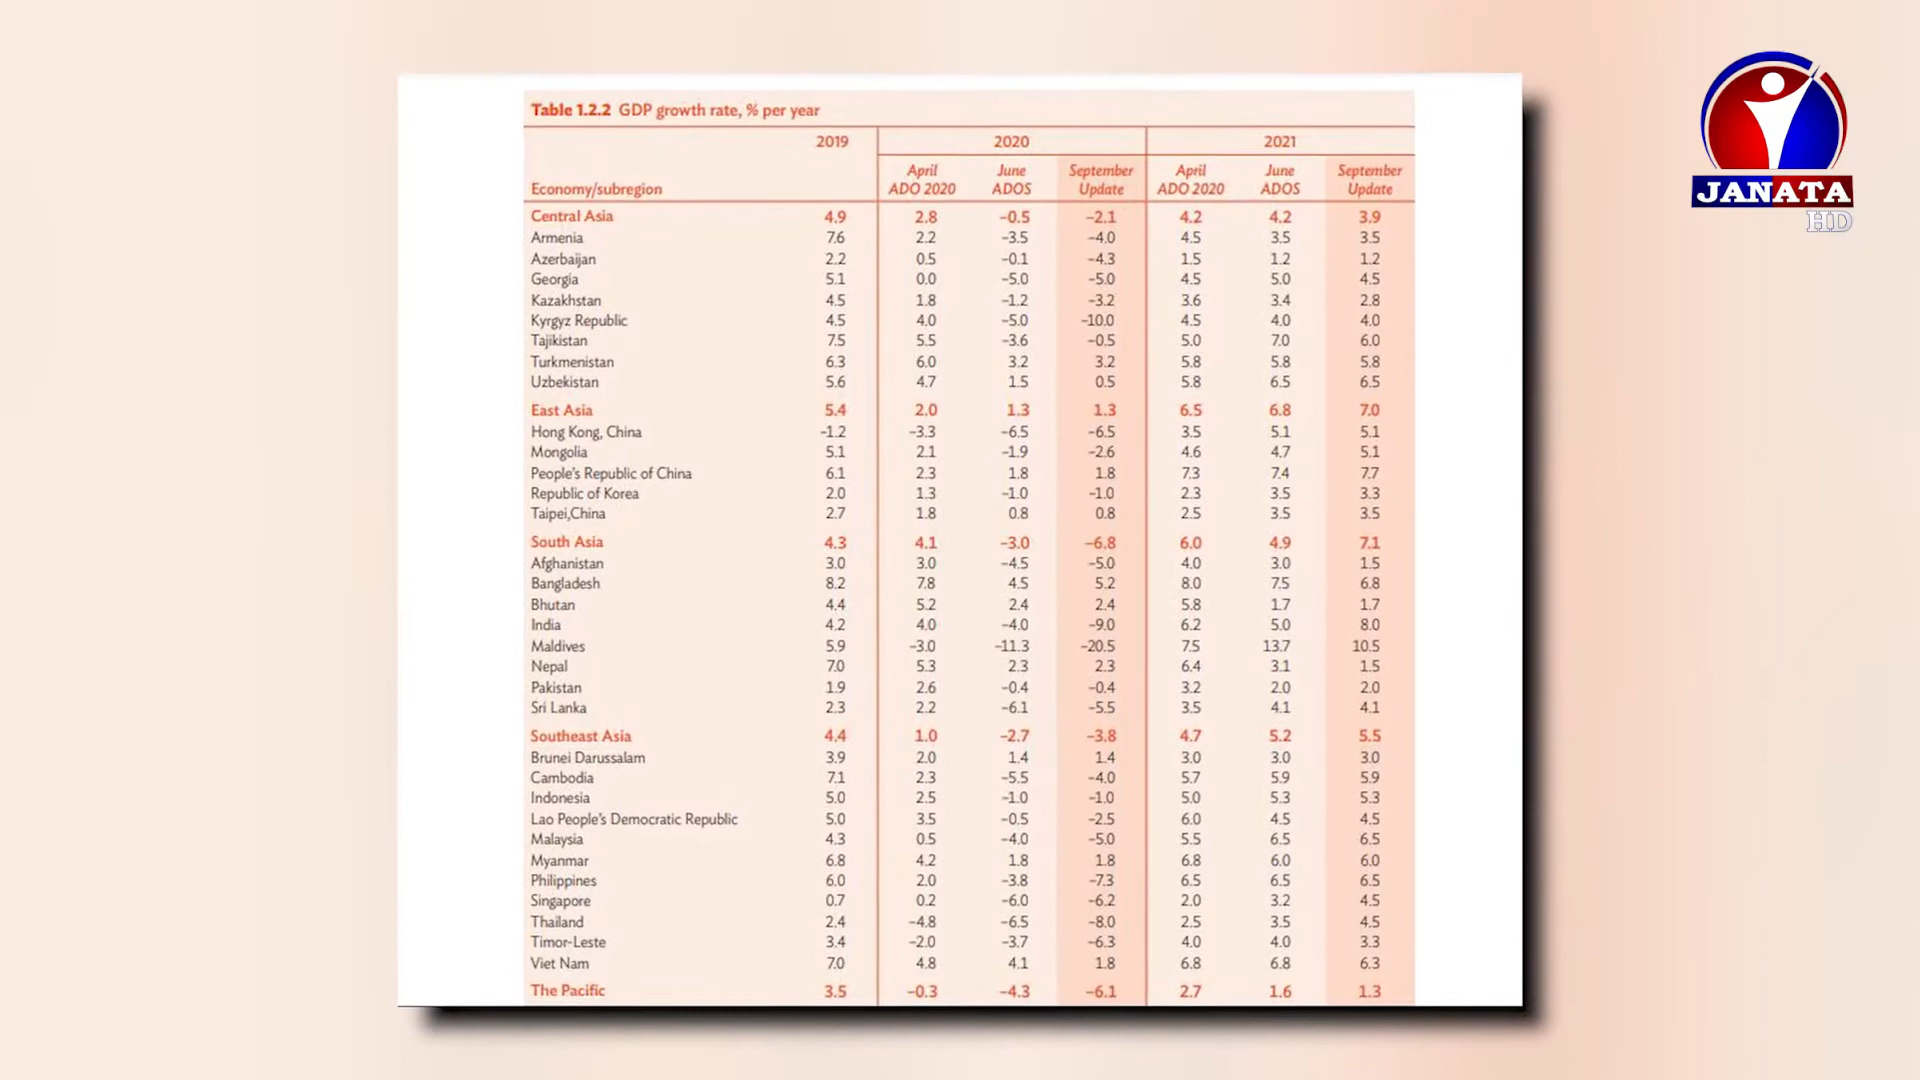 Table 1.2.2 GDP growth rate, % per year
2019 2020 2021
April June September April June September
Economy/subregion ADO 2020 ADOS Update ADO 2020 ADOS Update
Central Asia 4.9 2.8 –0.5 –2.1 4.2 4.2 3.9
Armenia 7.6 2.2 –3.5 –4.0 4.5 3.5 3.5
Azerbaijan 2.2 0.5 –0.1 –4.3 1.5 1.2 1.2
Georgia 5.1 0.0 –5.0 –5.0 4.5 5.0 4.5
Kazakhstan 4.5 1.8 –1.2 –3.2 3.6 3.4 2.8
Kyrgyz Republic 4.5 4.0 –5.0 –10.0 4.5 4.0 4.0
Tajikistan 7.5 5.5 –3.6 –0.5 5.0 7.0 6.0
Turkmenistan 6.3 6.0 3.2 3.2 5.8 5.8 5.8
Uzbekistan 5.6 4.7 1.5 0.5 5.8 6.5 6.5
East Asia 5.4 2.0 1.3 1.3 6.5 6.8 7.0
Hong Kong, China –1.2 –3.3 –6.5 –6.5 3.5 5.1 5.1
Mongolia 5.1 2.1 –1.9 –2.6 4.6 4.7 5.1
People's Republic of China 6.1 2.3 1.8 1.8 7.3 7.4 7.7
Republic of Korea 2.0 1.3 –1.0 –1.0 2.3 3.5 3.3
Taipei,China 2.7 1.8 0.8 0.8 2.5 3.5 3.5
South Asia 4.3 4.1 –3.0 –6.8 6.0 4.9 7.1
Afghanistan 3.0 3.0 –4.5 –5.0 4.0 3.0 1.5
Bangladesh 8.2 7.8 4.5 5.2 8.0 7.5 6.8
Bhutan 4.4 5.2 2.4 2.4 5.8 1.7 1.7
India 4.2 4.0 –4.0 –9.0 6.2 5.0 8.0
Maldives 5.9 –3.0 –11.3 –20.5 7.5 13.7 10.5
Nepal 7.0 5.3 2.3 2.3 6.4 3.1 1.5
Pakistan 1.9 2.6 –0.4 –0.4 3.2 2.0 2.0
Sri Lanka 2.3 2.2 –6.1 –5.5 3.5 4.1 4.1
Southeast Asia 4.4 1.0 –2.7 –3.8 4.7 5.2 5.5
Brunei Darussalam 3.9 2.0 1.4 1.4 3.0 3.0 3.0
Cambodia 7.1 2.3 –5.5 –4.0 5.7 5.9 5.9
Indonesia 5.0 2.5 –1.0 –1.0 5.0 5.3 5.3
Lao People's Democratic Republic 5.0 3.5 –0.5 –2.5 6.0 4.5 4.5
Malaysia 4.3 0.5 –4.0 –5.0 5.5 6.5 6.5
Myanmar 6.8 4.2 1.8 1.8 6.8 6.0 6.0
Philippines 6.0 2.0 –3.8 –7.3 6.5 6.5 6.5
Singapore 0.7 0.2 –6.0 –6.2 2.0 3.2 4.5
Thailand 2.4 –4.8 –6.5 –8.0 2.5 3.5 4.5
Timor-Leste 3.4 –2.0 –3.7 –6.3 4.0 4.0 3.3
Viet Nam 7.0 4.8 4.1 1.8 6.8 6.8 6.3
The Pacific 3.5 –0.3 –4.3 –6.1 2.7 1.6 1.3
JANATA
HD